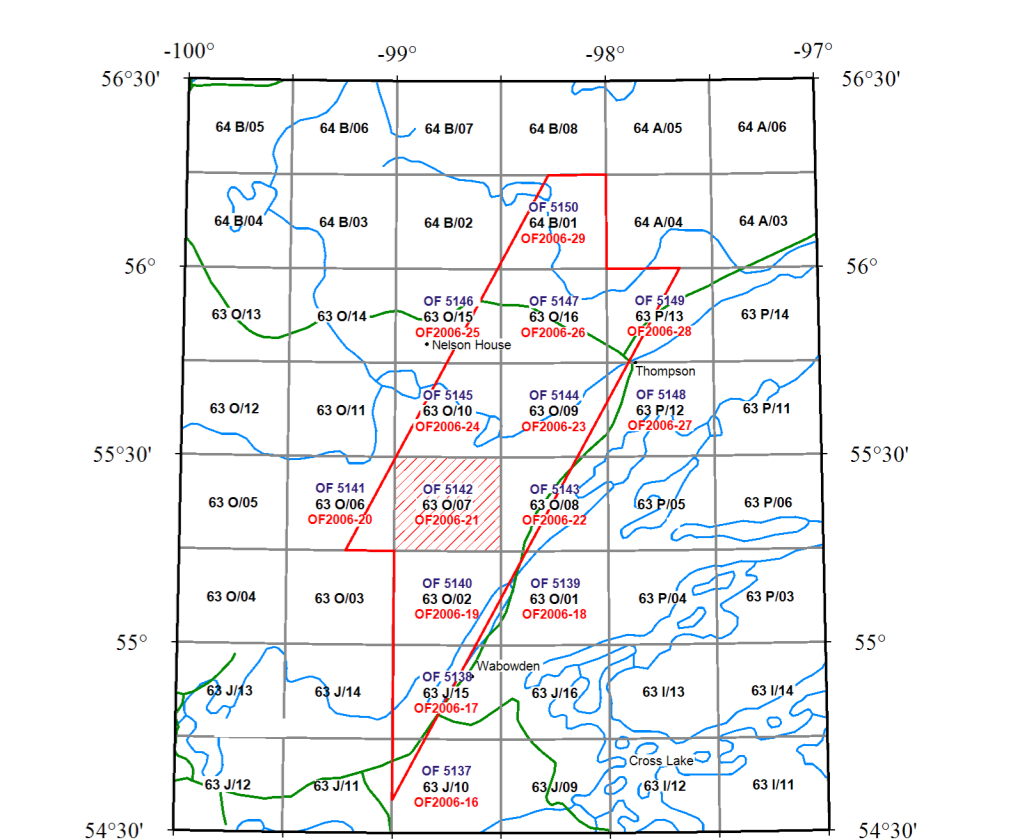 -100° -99° -98° -97°
56°30' 56°30'
64 B/05 64 B/06 64 B/07 64 B/08 64 A/05 64 A/06
OF 5150
64 B/04 64 B/03 64 B/02 64 B/01 64 A/04 64 A/03
OF2006-29
56° 56°
OF 5146 OF 5147 OF 5149
63 O/13 63 O/14 63 O/15 63 O/16 63 P/13 63 P/14
OF2006-25 OF2006-26 OF2006-28
Nelson House
Thompson
OF 5145 OF 5144 OF 5148
63 O/12 63 O/11 63 O/10 63 O/09 63 P/12 63 P/11
OF2006-24 OF2006-23 OF2006-27
55°30' 55°30'
OF 5141 OF 5142 OF 5143
63 O/05 63 O/06 63 O/07 63 O/08 63 P/05 63 P/06
OF2006-20 OF2006-21 OF2006-22
OF 5140 OF 5139
63 O/04 63 O/03 63 O/02 63 O/01 63 P/04 63 P/03
OF2006-19 OF2006-18
55° 55°
Wabowden
OF 5138
63 J/13 63 J/14 63 J/15 63 J/16 63 I/13 63 I/14
OF2006-17
Cross Lake
OF 5137
63 J/12 63 J/11 63 J/10 63 J/09 63 I/12 63 I/11
OF2006-16
54°30' 54°30'